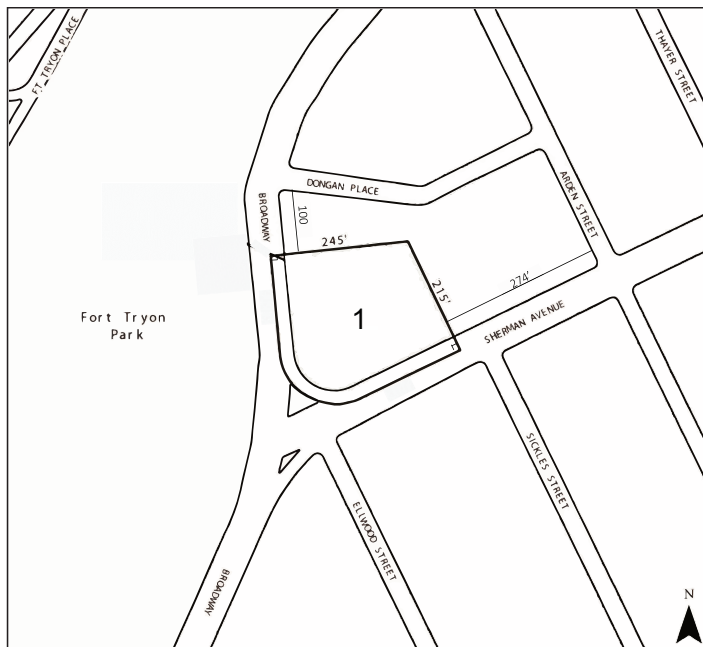 FT TRYON PLACE
THAYER STREET
DONGAN PLACE
BROADWAY
100
ARDEN STREET
245'
215'
274'
Fort Tryon
Park
1
SHERMAN AVENUE
SICKLES STREET
ELLWOOD STREET
BROADWAY
N